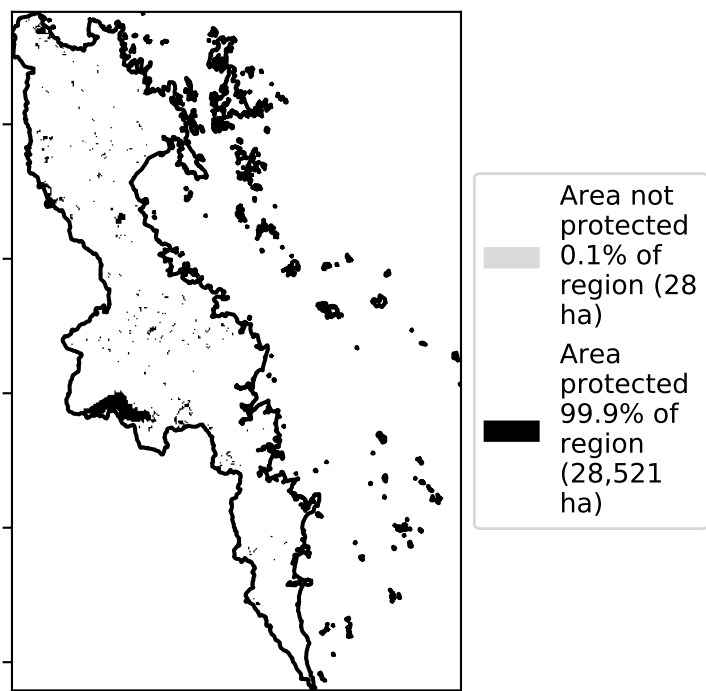 Area not
protected
0.1% of
region (28
ha)
Area
protected
99.9% of
region
(28,521
ha)